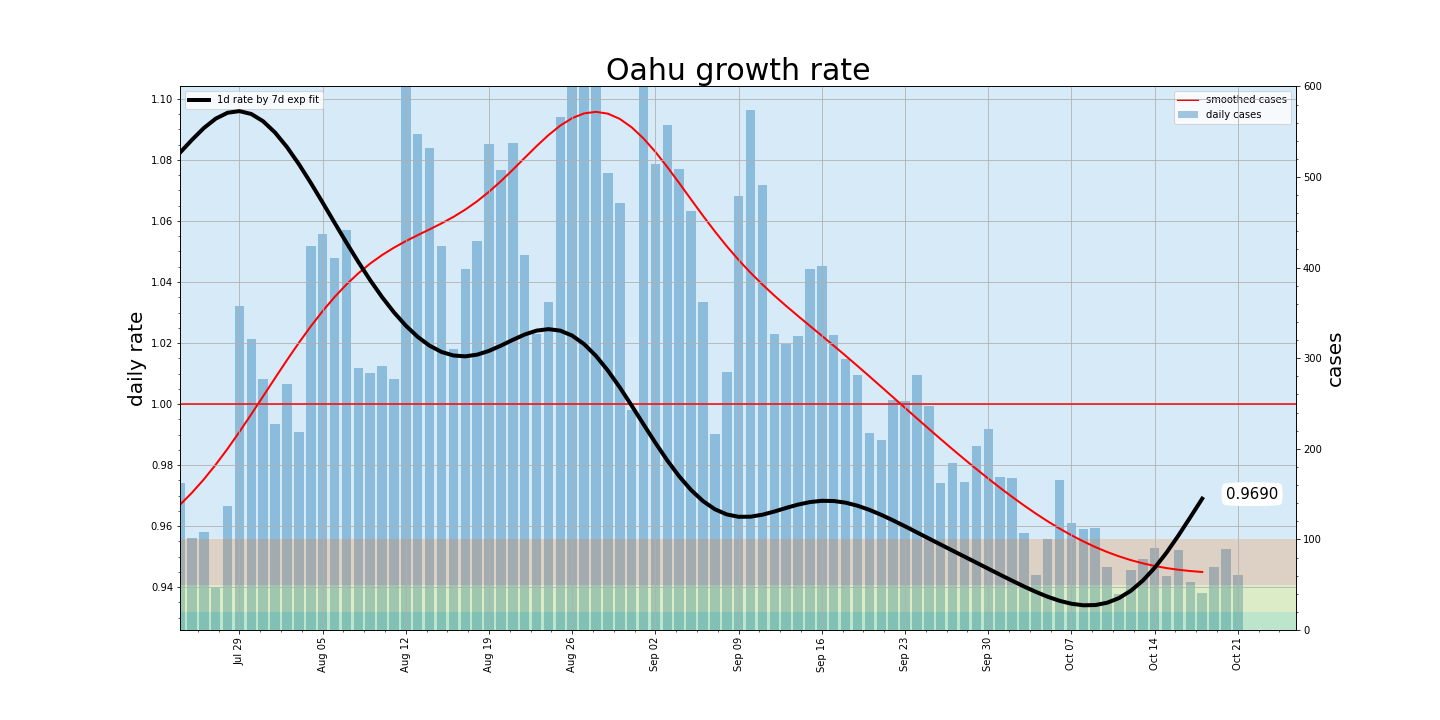 Oahu growth rate
1d rate by 7d exp fit
smoothed cases
daily cases
daily rate
cases
1.10
1.08
1.06
1.04
1.02
1.00
0.98
0.96
0.94
600
500
400
300
200
100
0
0.9690
Jul 29
Aug 05
Aug 12
Aug 19
Aug 26
Sep 02
Sep 09
Sep 16
Sep 23
Sep 30
Oct 07
Oct 14
Oct 21